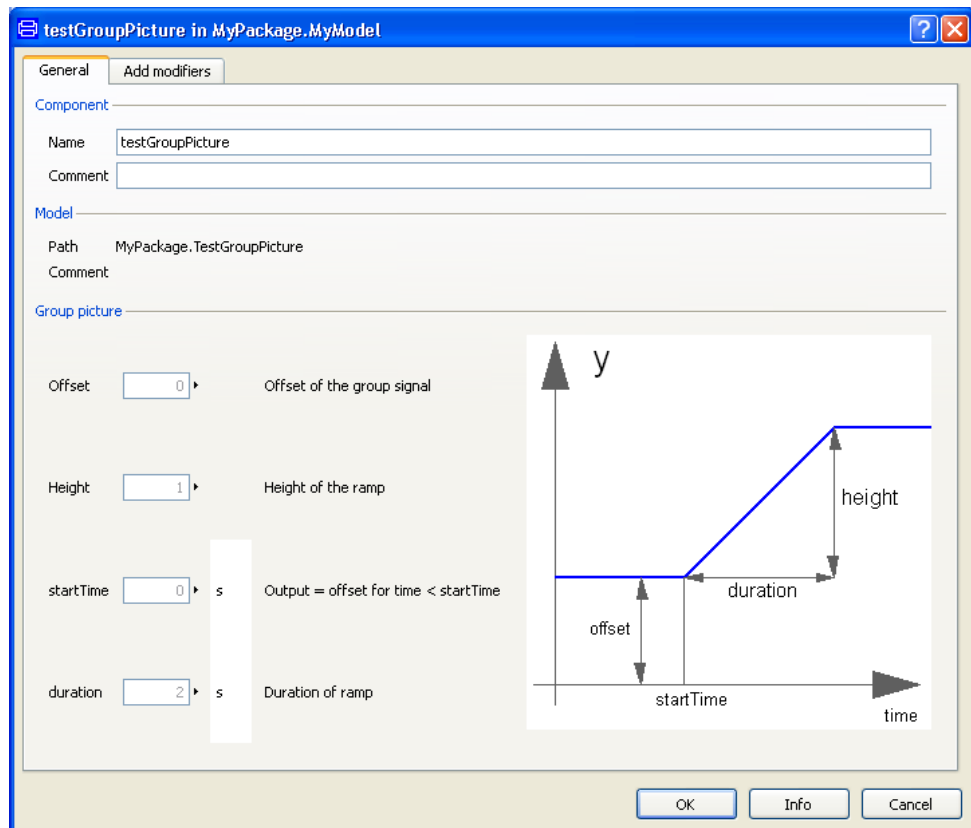 testGroupPicture in MyPackage.MyModel
General Add modifiers
Component
Name testGroupPicture
Comment
Model
Path MyPackage.TestGroupPicture
Comment
Group picture
Offset 0 Offset of the group signal
Height 1 Height of the ramp
startTime 0 s Output = offset for time < startTime
duration 2 s Duration of ramp
y
height
duration
offset
startTime
time
OK Info Cancel